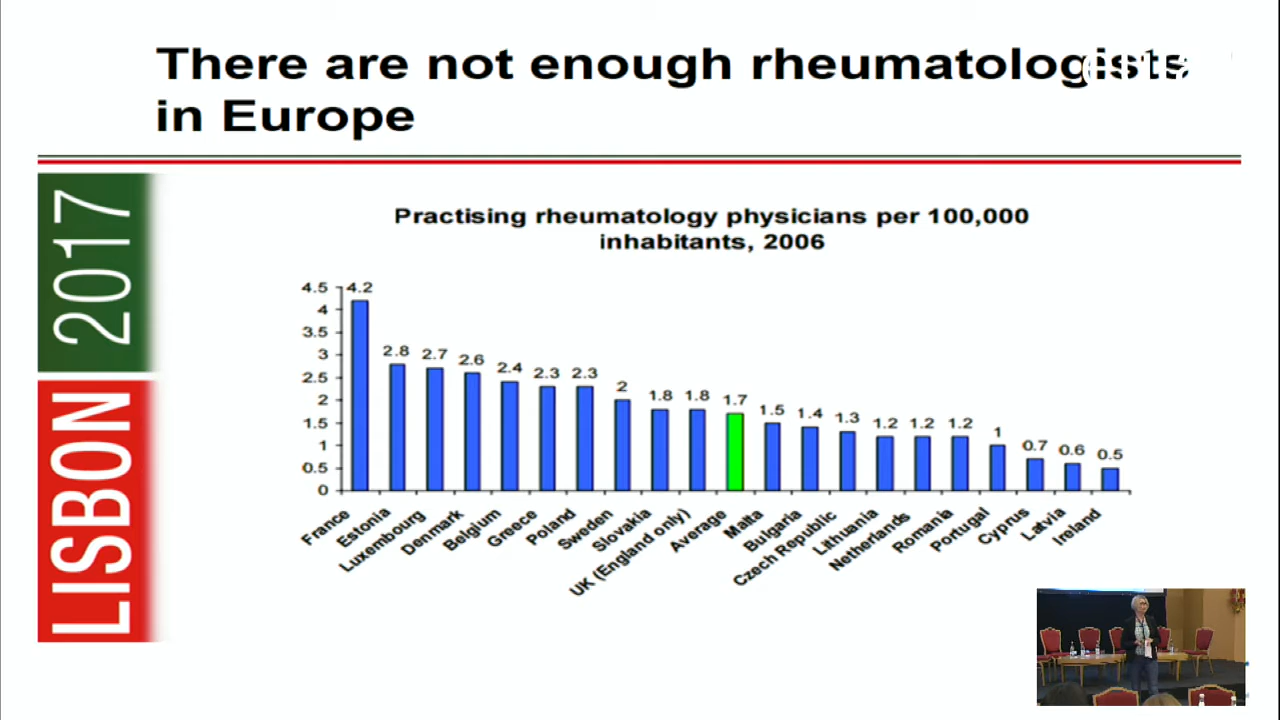 There are not enough rheumatologists
in Europe
LISBON 2017
Practising rheumatology physicians per 100,000
inhabitants, 2006
4.5
4
3.5
3
2.5
2
1.5
1
0.5
0
4.2
2.8
2.7
2.6
2.4
2.3
2.3
2
1.8
1.8
1.7
1.5
1.4
1.3
1.2
1.2
1.2
1
0.7
0.6
0.5
France
Estonia
Luxembourg
Denmark
Belgium
Greece
Poland
Sweden
Slovakia
UK (England only)
Average
Malta
Bulgaria
Czech Republic
Lithuania
Netherlands
Romania
Portugal
Cyprus
Latvia
Ireland